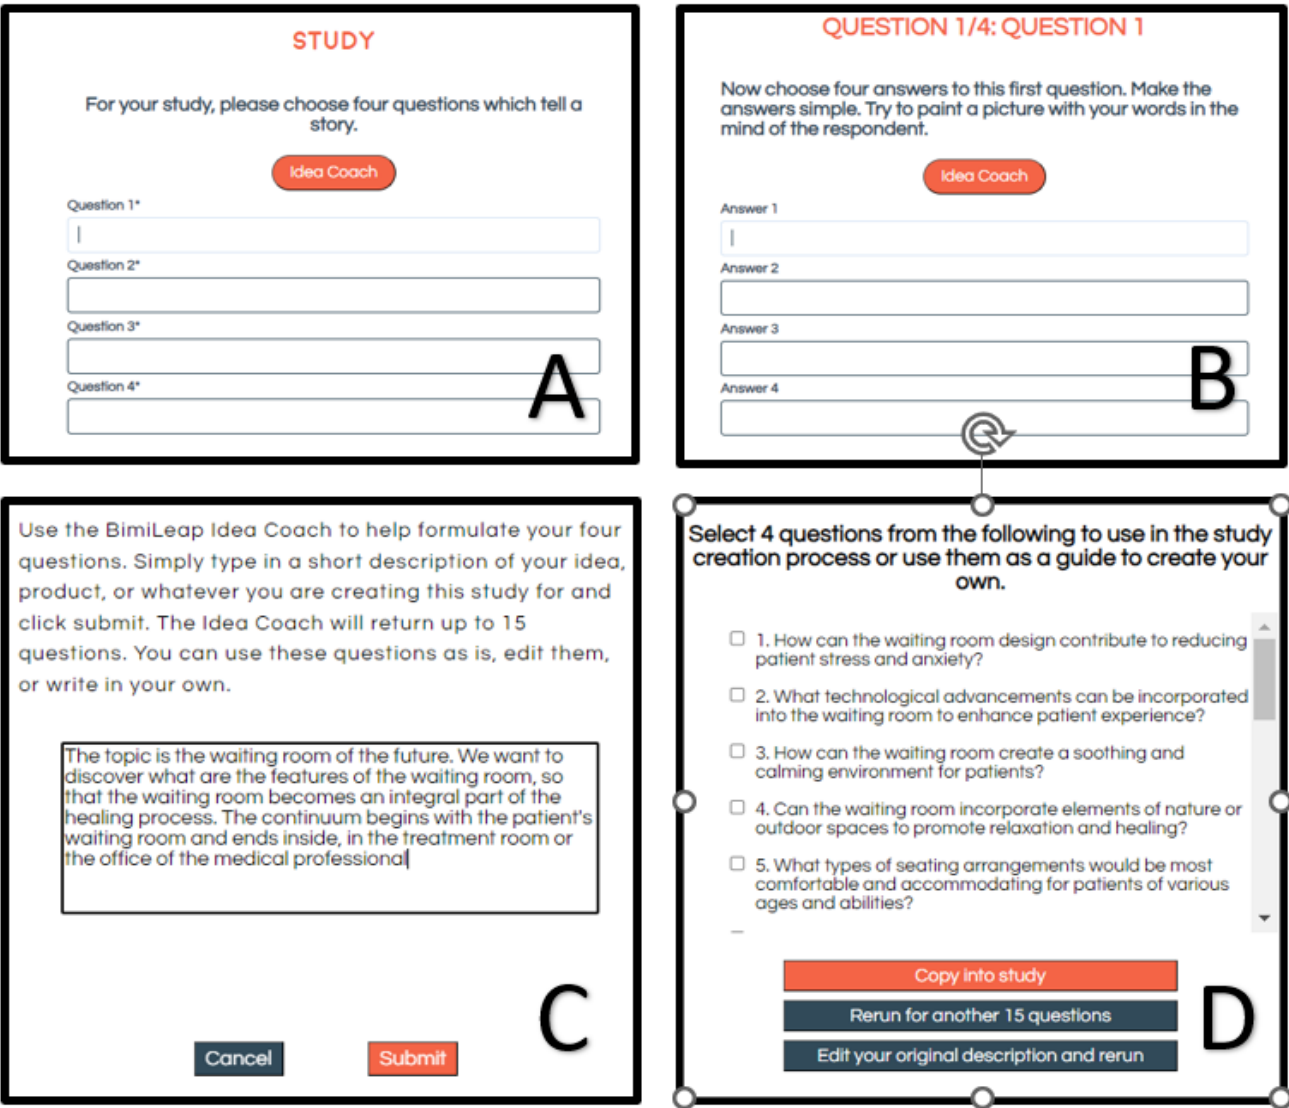 STUDY
For your study, please choose four questions which tell a
story.
Idea Coach
Question 1*
Question 2*
Question 3*
Question 4*
A
QUESTION 1/4: QUESTION 1
Now choose four answers to this first question. Make the
answers simple. Try to paint a picture with your words in the
mind of the respondent.
Idea Coach
Answer 1
Answer 2
Answer 3
Answer 4
B
Use the BimiLeap Idea Coach to help formulate your four
questions. Simply type in a short description of your idea,
product, or whatever you are creating this study for and
click submit. The Idea Coach will return up to 15
questions. You can use these questions as is, edit them,
or write in your own.
The topic is the waiting room of the future. We want to
discover what are the features of the waiting room, so
that the waiting room becomes an integral part of the
healing process. The continuum begins with the patient's
waiting room and ends inside, in the treatment room or
the office of the medical professional
Cancel
Submit
C
Select 4 questions from the following to use in the study
creation process or use them as a guide to create your
own.
1. How can the waiting room design contribute to reducing
patient stress and anxiety?
2. What technological advancements can be incorporated
into the waiting room to enhance patient experience?
3. How can the waiting room create a soothing and
calming environment for patients?
4. Can the waiting room incorporate elements of nature or
outdoor spaces to promote relaxation and healing?
5. What types of seating arrangements would be most
comfortable and accommodating for patients of various
ages and abilities?
Copy into study
Rerun for another 15 questions
Edit your original description and rerun
D